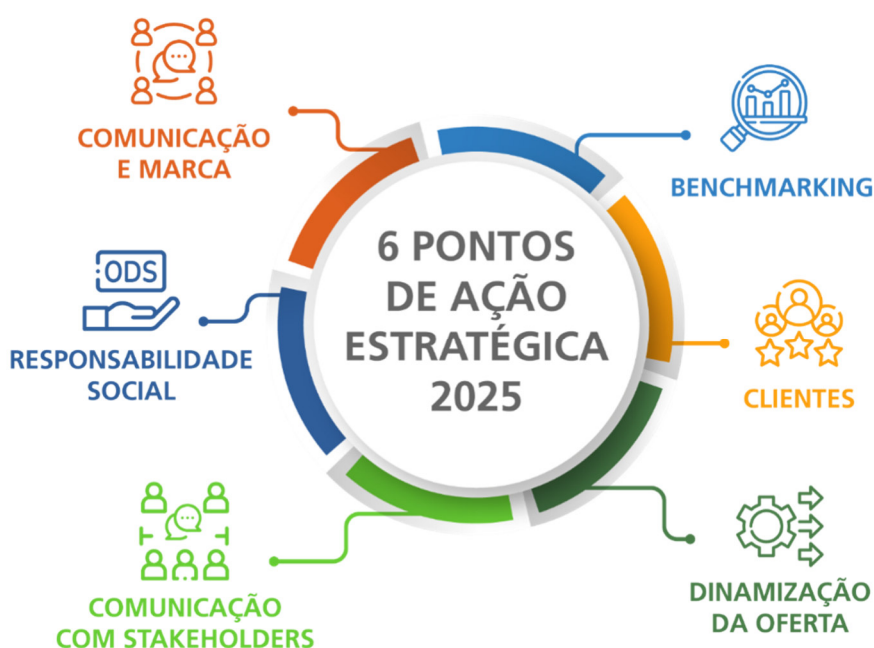 6 PONTOS
DE AÇÃO
ESTRATÉGICA
2025
BENCHMARKING
CLIENTES
DINAMIZAÇÃO
DA OFERTA
COMUNICAÇÃO
COM STAKEHOLDERS
ODS
RESPONSABILIDADE
SOCIAL
COMUNICAÇÃO
E MARCA